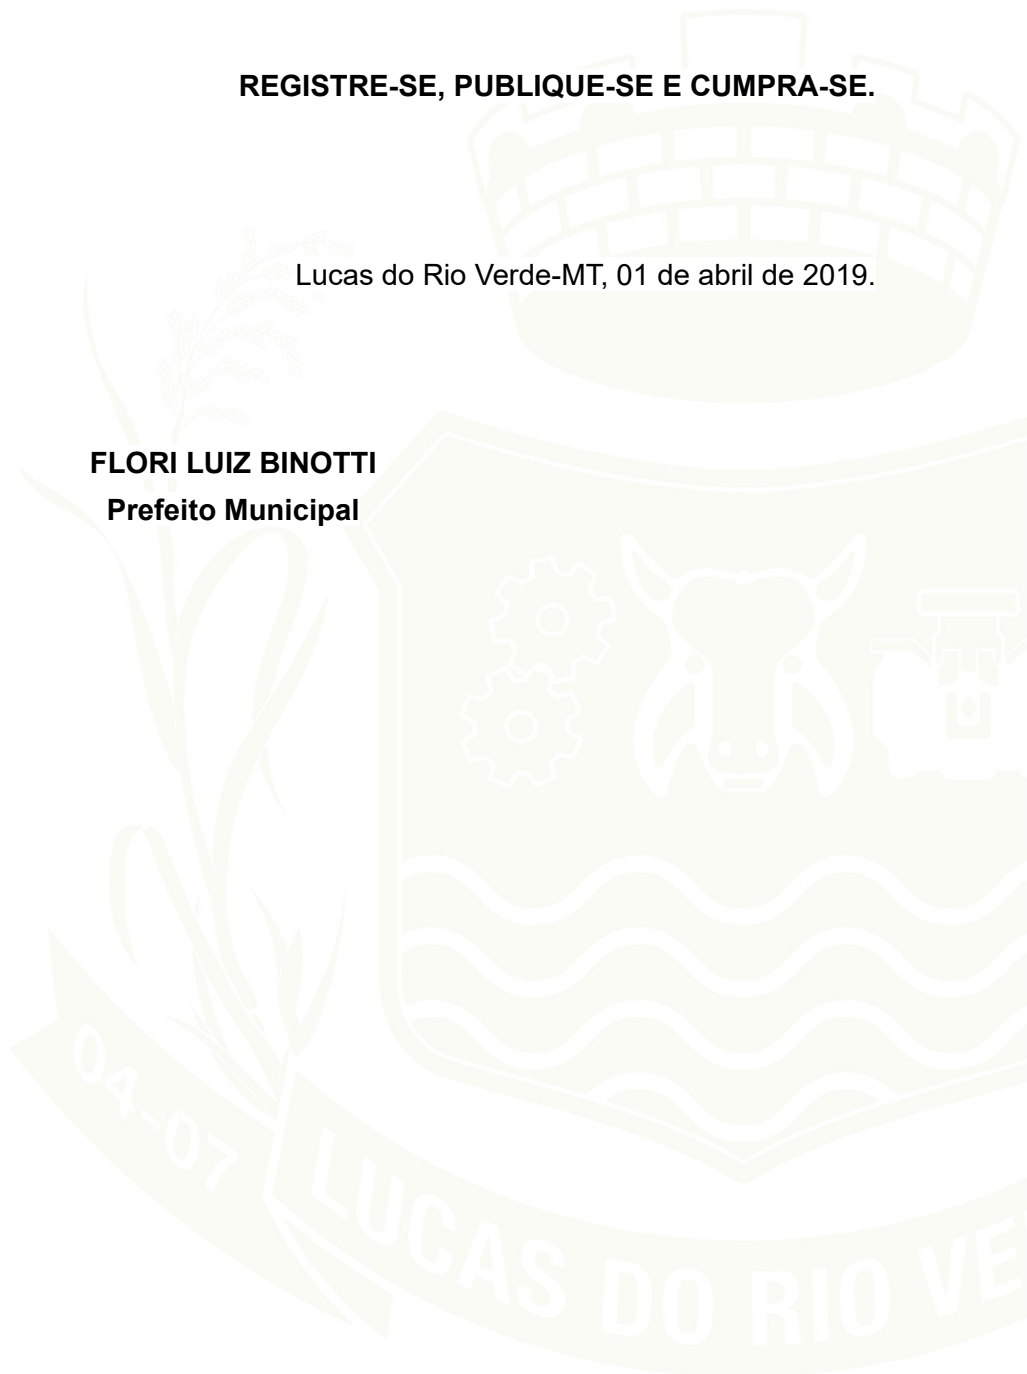 REGISTRE-SE, PUBLIQUE-SE E CUMPRA-SE.
Lucas do Rio Verde-MT, 01 de abril de 2019.
FLORI LUIZ BINOTTI
Prefeito Municipal
04-07
LUCAS DO RIO VE